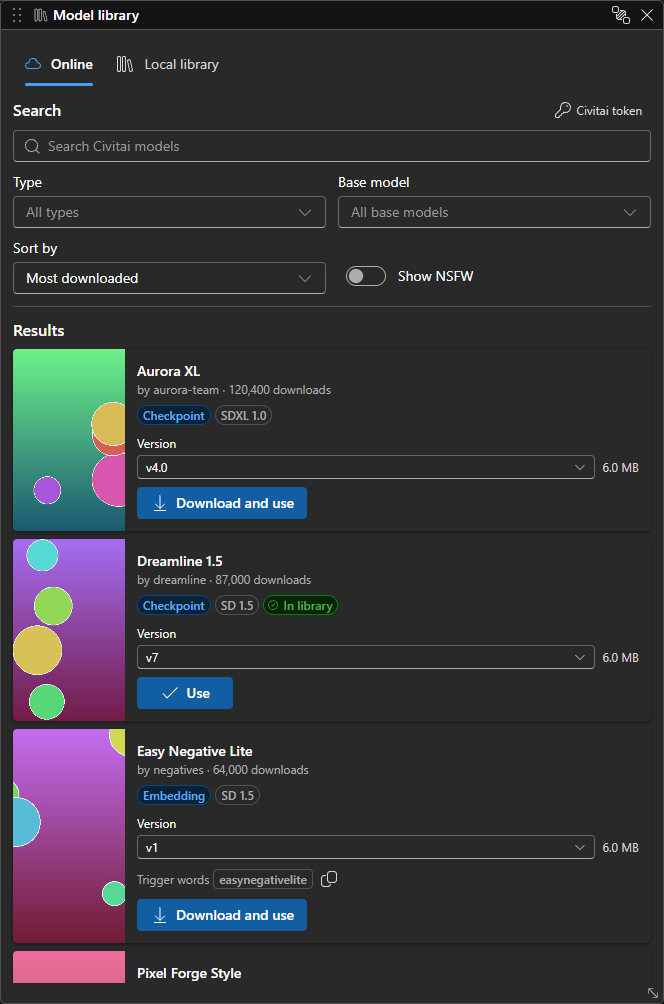 Model library
Online
Local library
Search
Civitai token
Search Civitai models
Type
Base model
All types
All base models
Sort by
Most downloaded
Show NSFW
Results
Aurora XL
by aurora-team · 120,400 downloads
Checkpoint
SDXL 1.0
Version
v4.0
6.0 MB
Download and use
Dreamline 1.5
by dreamline · 87,000 downloads
Checkpoint
SD 1.5
In library
Version
v7
6.0 MB
Use
Easy Negative Lite
by negatives · 64,000 downloads
Embedding
SD 1.5
Version
v1
6.0 MB
Trigger words easynegativelite
Download and use
Pixel Forge Style